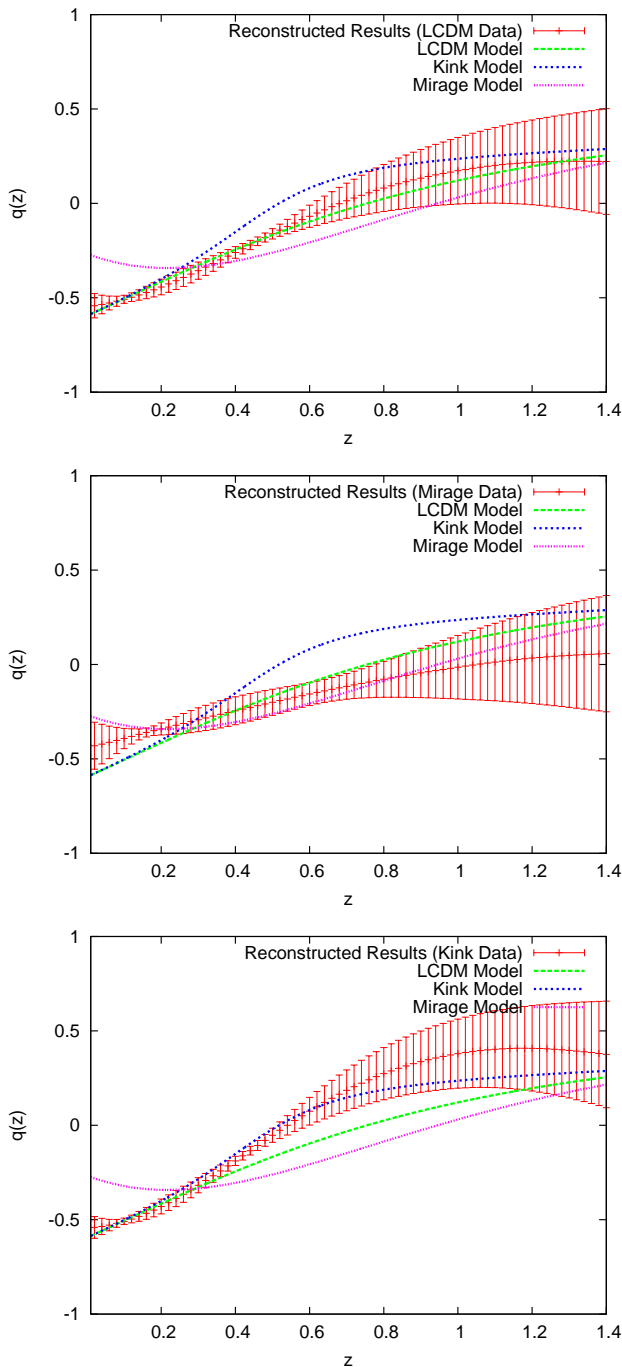 1
0.5
0
-0.5
-1
q(z)
Reconstructed Results (LCDM Data)
LCDM Model
Kink Model
Mirage Model
0.2 0.4 0.6 0.8 1 1.2 1.4
z
1
0.5
0
-0.5
-1
q(z)
Reconstructed Results (Mirage Data)
LCDM Model
Kink Model
Mirage Model
0.2 0.4 0.6 0.8 1 1.2 1.4
z
1
0.5
0
-0.5
-1
q(z)
Reconstructed Results (Kink Data)
LCDM Model
Kink Model
Mirage Model
0.2 0.4 0.6 0.8 1 1.2 1.4
z